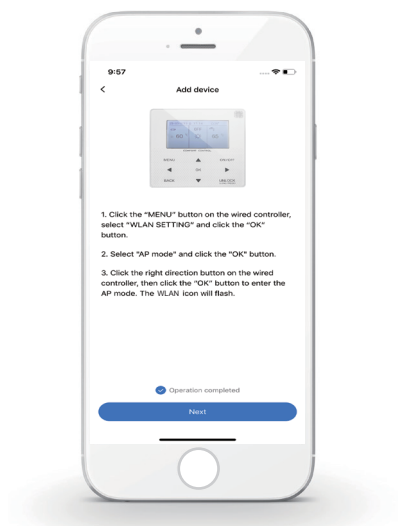 9:57
Add device
MENU
ON/OFF
OK
BACK
UNLOCK
1. Click the “MENU” button on the wired controller,
select “WLAN SETTING” and click the “OK”
button.
2. Select "AP mode" and click the "OK" button.
3. Click the right direction button on the wired
controller, then click the “OK” button to enter the
AP mode. The WLAN icon will flash.
Operation completed
Next